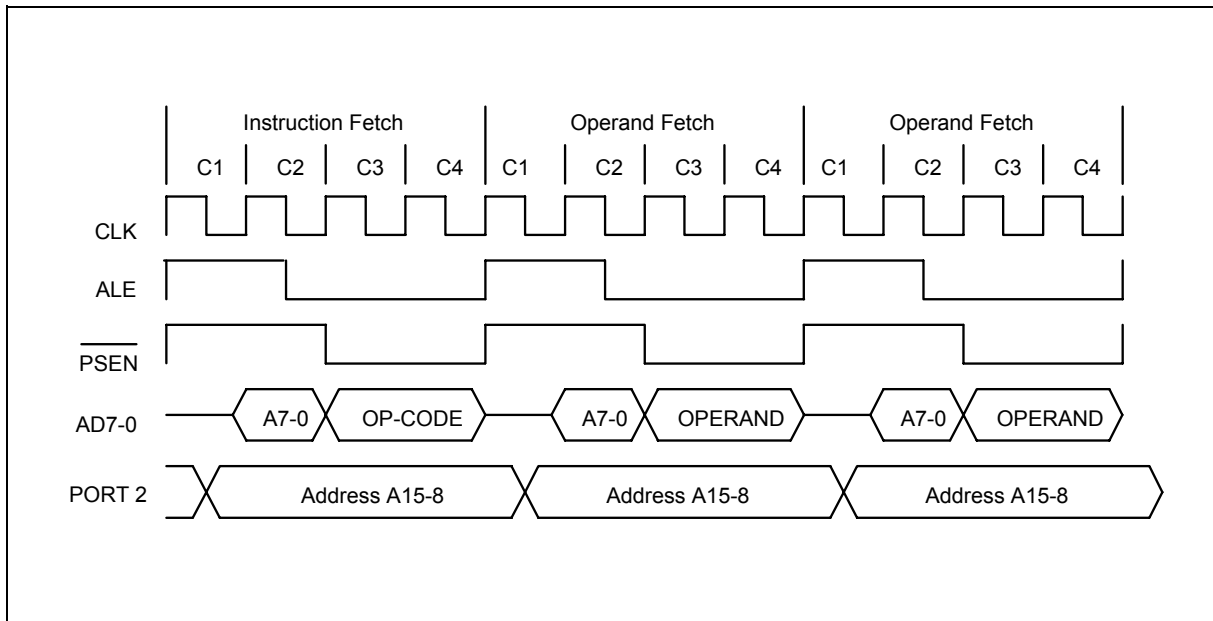 Instruction Fetch Operand Fetch Operand Fetch
C1 C2 C3 C4 C1 C2 C3 C4 C1 C2 C3 C4
CLK
ALE
PSEN
AD7-0 A7-0 OP-CODE A7-0 OPERAND A7-0 OPERAND
PORT 2 Address A15-8 Address A15-8 Address A15-8